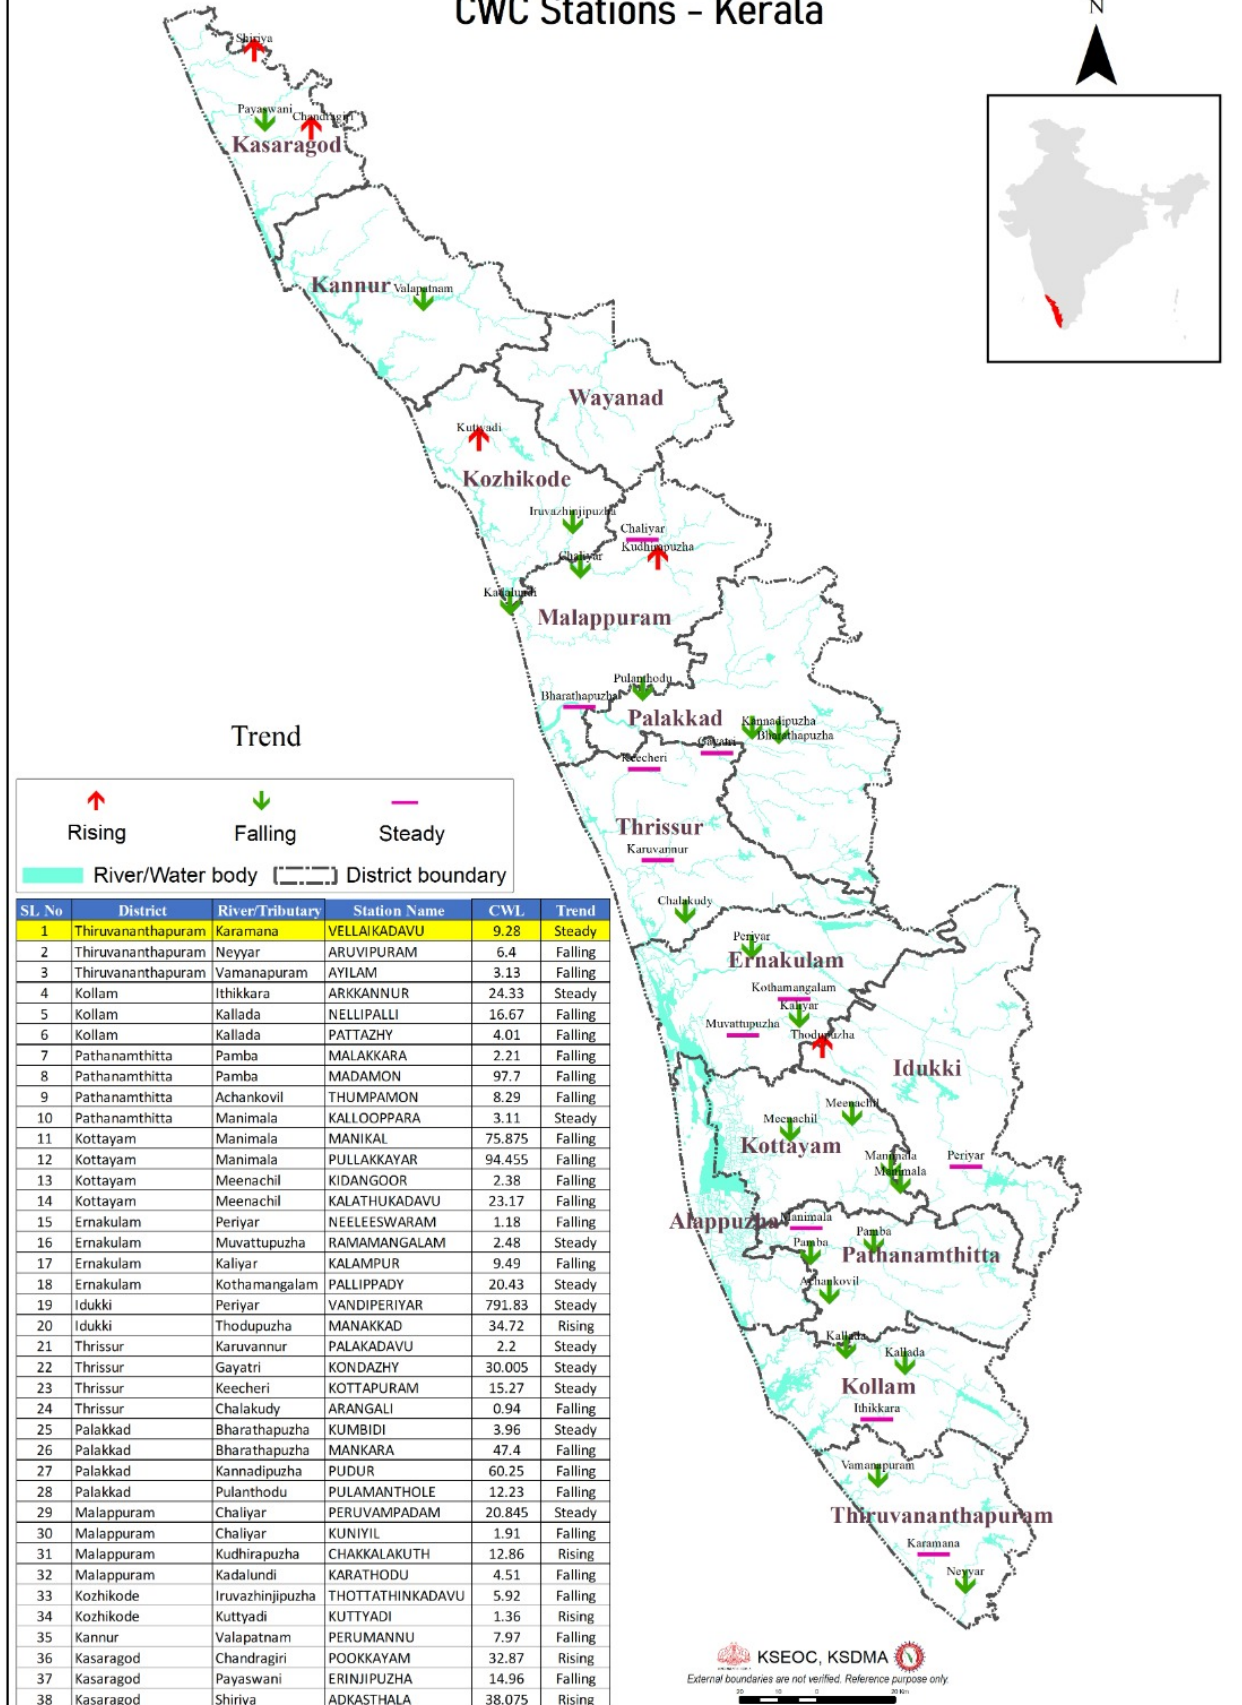 CWC Stations - Kerala
N
Shiriya
Payaswani
Chandragiri
Kasaragod
Kannur
Valapatnam
Wayanad
Kuttyadi
Kozhikode
Iruvazhinjipuzha
Chaliyar
Kudhirapuzha
Chaliyar
Kadalundi
Malappuram
Pulanthodu
Bharathapuzha
Palakkad
Kannadipuzha
Bharathapuzha
Gayatri
Keecheri
Thrissur
Karuvannur
Chalakudy
Periyar
Ernakulam
Kothamangalam
Kaliyar
Muvattupuzha
Thodupuzha
Idukki
Meenachil
Meenachil
Kottayam
Manimala
Manimala
Periyar
Alappuzha
Manimala
Pamba
Pamba
Pathanamthitta
Achankovil
Kallada
Kallada
Kollam
Ithikkara
Vamanapuram
Thiruvananthapuram
Karamana
Neyyar
Trend
Rising Falling Steady
River/Water body District boundary
SL No District River/Tributary Station Name CWL Trend
1 Thiruvananthapuram Karamana VELLAIKADAVU 9.28 Steady
2 Thiruvananthapuram Neyyar ARUVIPURAM 6.4 Falling
3 Thiruvananthapuram Vamanapuram AYILAM 3.13 Falling
4 Kollam Ithikkara ARKKANNUR 24.33 Steady
5 Kollam Kallada NELLIPALLI 16.67 Falling
6 Kollam Kallada PATTAZHY 4.01 Falling
7 Pathanamthitta Pamba MALAKKARA 2.21 Falling
8 Pathanamthitta Pamba MADAMON 97.7 Falling
9 Pathanamthitta Achankovil THUMPAMON 8.29 Falling
10 Pathanamthitta Manimala KALLOOPPARA 3.11 Steady
11 Kottayam Manimala MANIKAL 75.875 Falling
12 Kottayam Manimala PULLAKKAYAR 94.455 Falling
13 Kottayam Meenachil KIDANGOOR 2.38 Falling
14 Kottayam Meenachil KALATHUKADAVU 23.17 Falling
15 Ernakulam Periyar NEELEESWARAM 1.18 Falling
16 Ernakulam Muvattupuzha RAMAMANGALAM 2.48 Steady
17 Ernakulam Kaliyar KALAMPUR 9.49 Falling
18 Ernakulam Kothamangalam PALLIPPADY 20.43 Steady
19 Idukki Periyar VANDIPERIYAR 791.83 Steady
20 Idukki Thodupuzha MANAKKAD 34.72 Rising
21 Thrissur Karuvannur PALAKADAVU 2.2 Steady
22 Thrissur Gayatri KONDAZHY 30.005 Steady
23 Thrissur Keecheri KOTTAPURAM 15.27 Steady
24 Thrissur Chalakudy ARANGALI 0.94 Falling
25 Palakkad Bharathapuzha KUMBIDI 3.96 Steady
26 Palakkad Bharathapuzha MANKARA 47.4 Falling
27 Palakkad Kannadipuzha PUDUR 60.25 Falling
28 Palakkad Pulanthodu PULAMANTHOLE 12.23 Falling
29 Malappuram Chaliyar PERUVAMPADAM 20.845 Steady
30 Malappuram Chaliyar KUNIYIL 1.91 Falling
31 Malappuram Kudhirapuzha CHAKKALAKUTH 12.86 Rising
32 Malappuram Kadalundi KARATHODU 4.51 Falling
33 Kozhikode Iruvazhinjipuzha THOTTATHINKADAVU 5.92 Falling
34 Kozhikode Kuttyadi KUTTYADI 1.36 Rising
35 Kannur Valapatnam PERUMANNU 7.97 Falling
36 Kasaragod Chandragiri POOKKAYAM 32.87 Rising
37 Kasaragod Payaswani ERINJIPUZHA 14.96 Falling
38 Kasaragod Shiriya ADKASTHALA 38.075 Rising
KSEOC, KSDMA
External boundaries are not verified. Reference purpose only.
20 10 0 20 Km